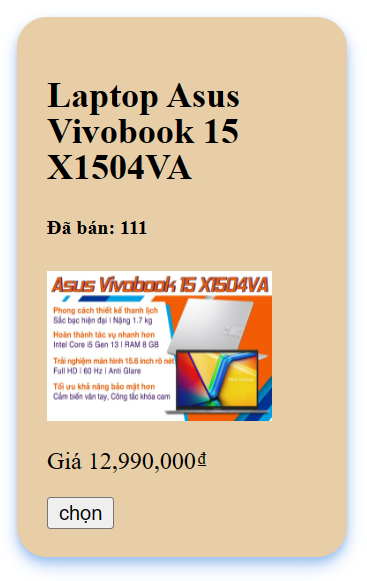 Laptop Asus
Vivobook 15
X1504VA
Đã bán: 111
Asus Vivobook 15 X1504VA
Phong cách thiết kế thanh lịch
Sắc bạc hiện đại | Nặng 1.7 kg
Hoàn thành tác vụ nhanh hơn
Intel Core i5 Gen 13 | RAM 8 GB
Trải nghiệm màn hình 15.6 inch rõ nét
Full HD | 60 Hz | Anti Glare
Tối ưu khả năng bảo mật hơn
Cảm biến vân tay, Công tắc khóa cam
Giá 12,990,000₫
chọn